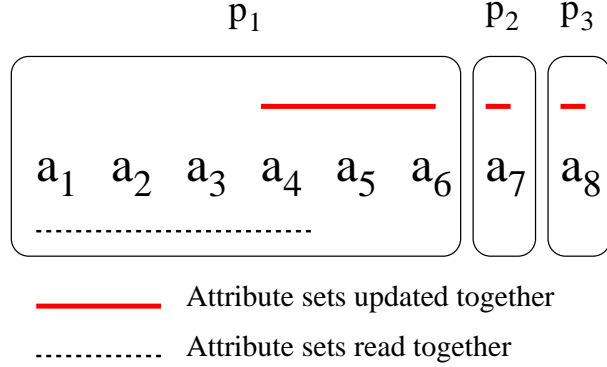 p₁ p₂ p₃
a₁ a₂ a₃ a₄ a₅ a₆ a₇ a₈
Attribute sets updated together
Attribute sets read together